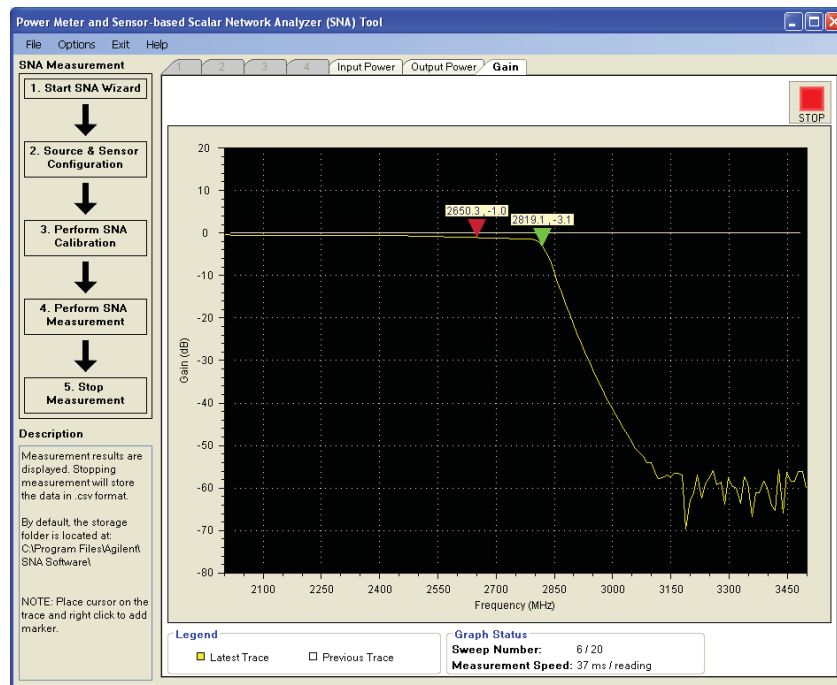 Power Meter and Sensor-based Scalar Network Analyzer (SNA) Tool
File Options Exit Help
SNA Measurement
1. Start SNA Wizard
2. Source & Sensor
Configuration
3. Perform SNA
Calibration
4. Perform SNA
Measurement
5. Stop
Measurement
Description
Measurement results are
displayed. Stopping
measurement will store
the data in .csv format.
By default, the storage
folder is located at:
C:\Program Files\Agilent\
SNA Software\
NOTE: Place cursor on the
trace and right click to add
marker.
1 2 3 4 Input Power Output Power Gain
STOP
20
10
0
-10
-20
-30
-40
-50
-60
-70
-80
Gain (dB)
2650.3 , -1.0
2819.1 , -3.1
2100 2250 2400 2550 2700 2850 3000 3150 3300 3450
Frequency (MHz)
Legend
Latest Trace Previous Trace
Graph Status
Sweep Number: 6 / 20
Measurement Speed: 37 ms / reading